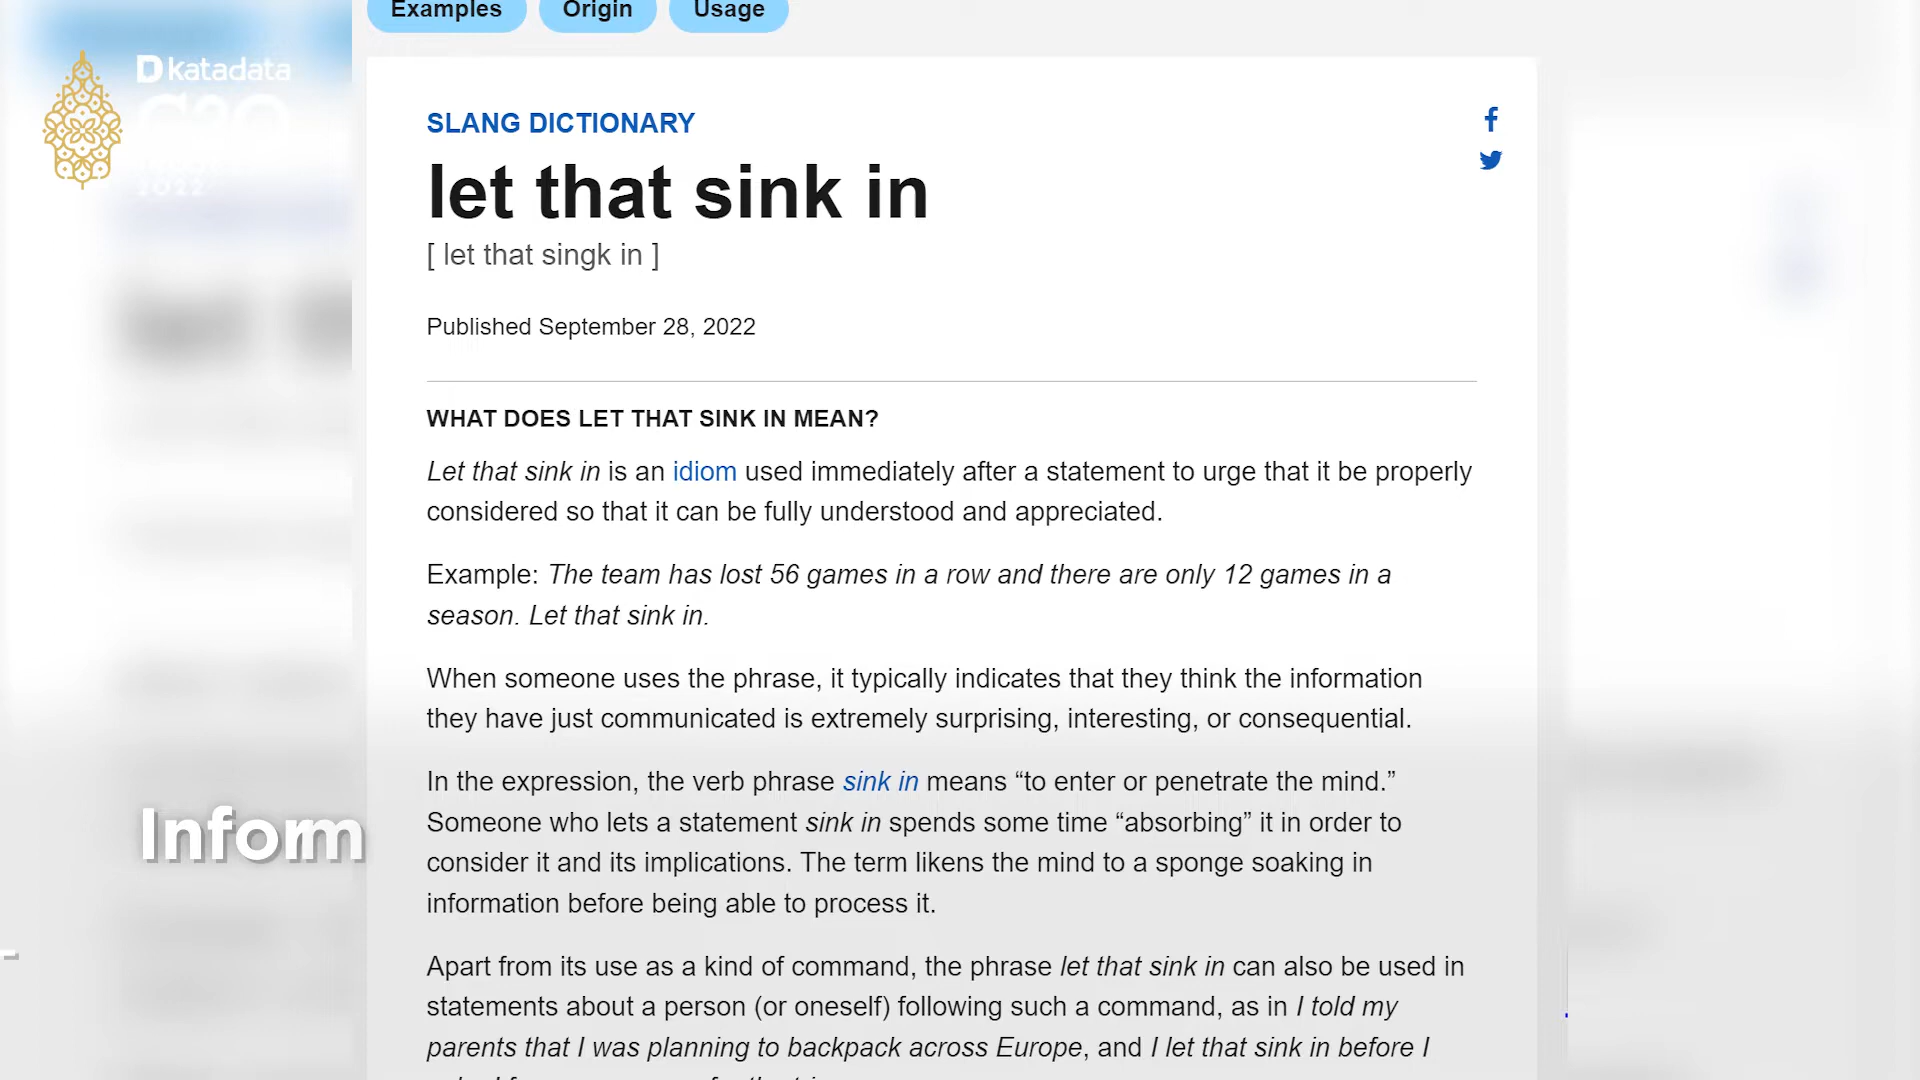 Examples
Origin
Usage
katadata
G20
2022
SLANG DICTIONARY
let that sink in
[ let that singk in ]
Published September 28, 2022
WHAT DOES LET THAT SINK IN MEAN?
Let that sink in is an idiom used immediately after a statement to urge that it be properly
considered so that it can be fully understood and appreciated.
Example: The team has lost 56 games in a row and there are only 12 games in a
season. Let that sink in.
When someone uses the phrase, it typically indicates that they think the information
they have just communicated is extremely surprising, interesting, or consequential.
In the expression, the verb phrase sink in means “to enter or penetrate the mind.”
Someone who lets a statement sink in spends some time “absorbing” it in order to
consider it and its implications. The term likens the mind to a sponge soaking in
information before being able to process it.
Inform
Apart from its use as a kind of command, the phrase let that sink in can also be used in
statements about a person (or oneself) following such a command, as in I told my
parents that I was planning to backpack across Europe, and I let that sink in before I